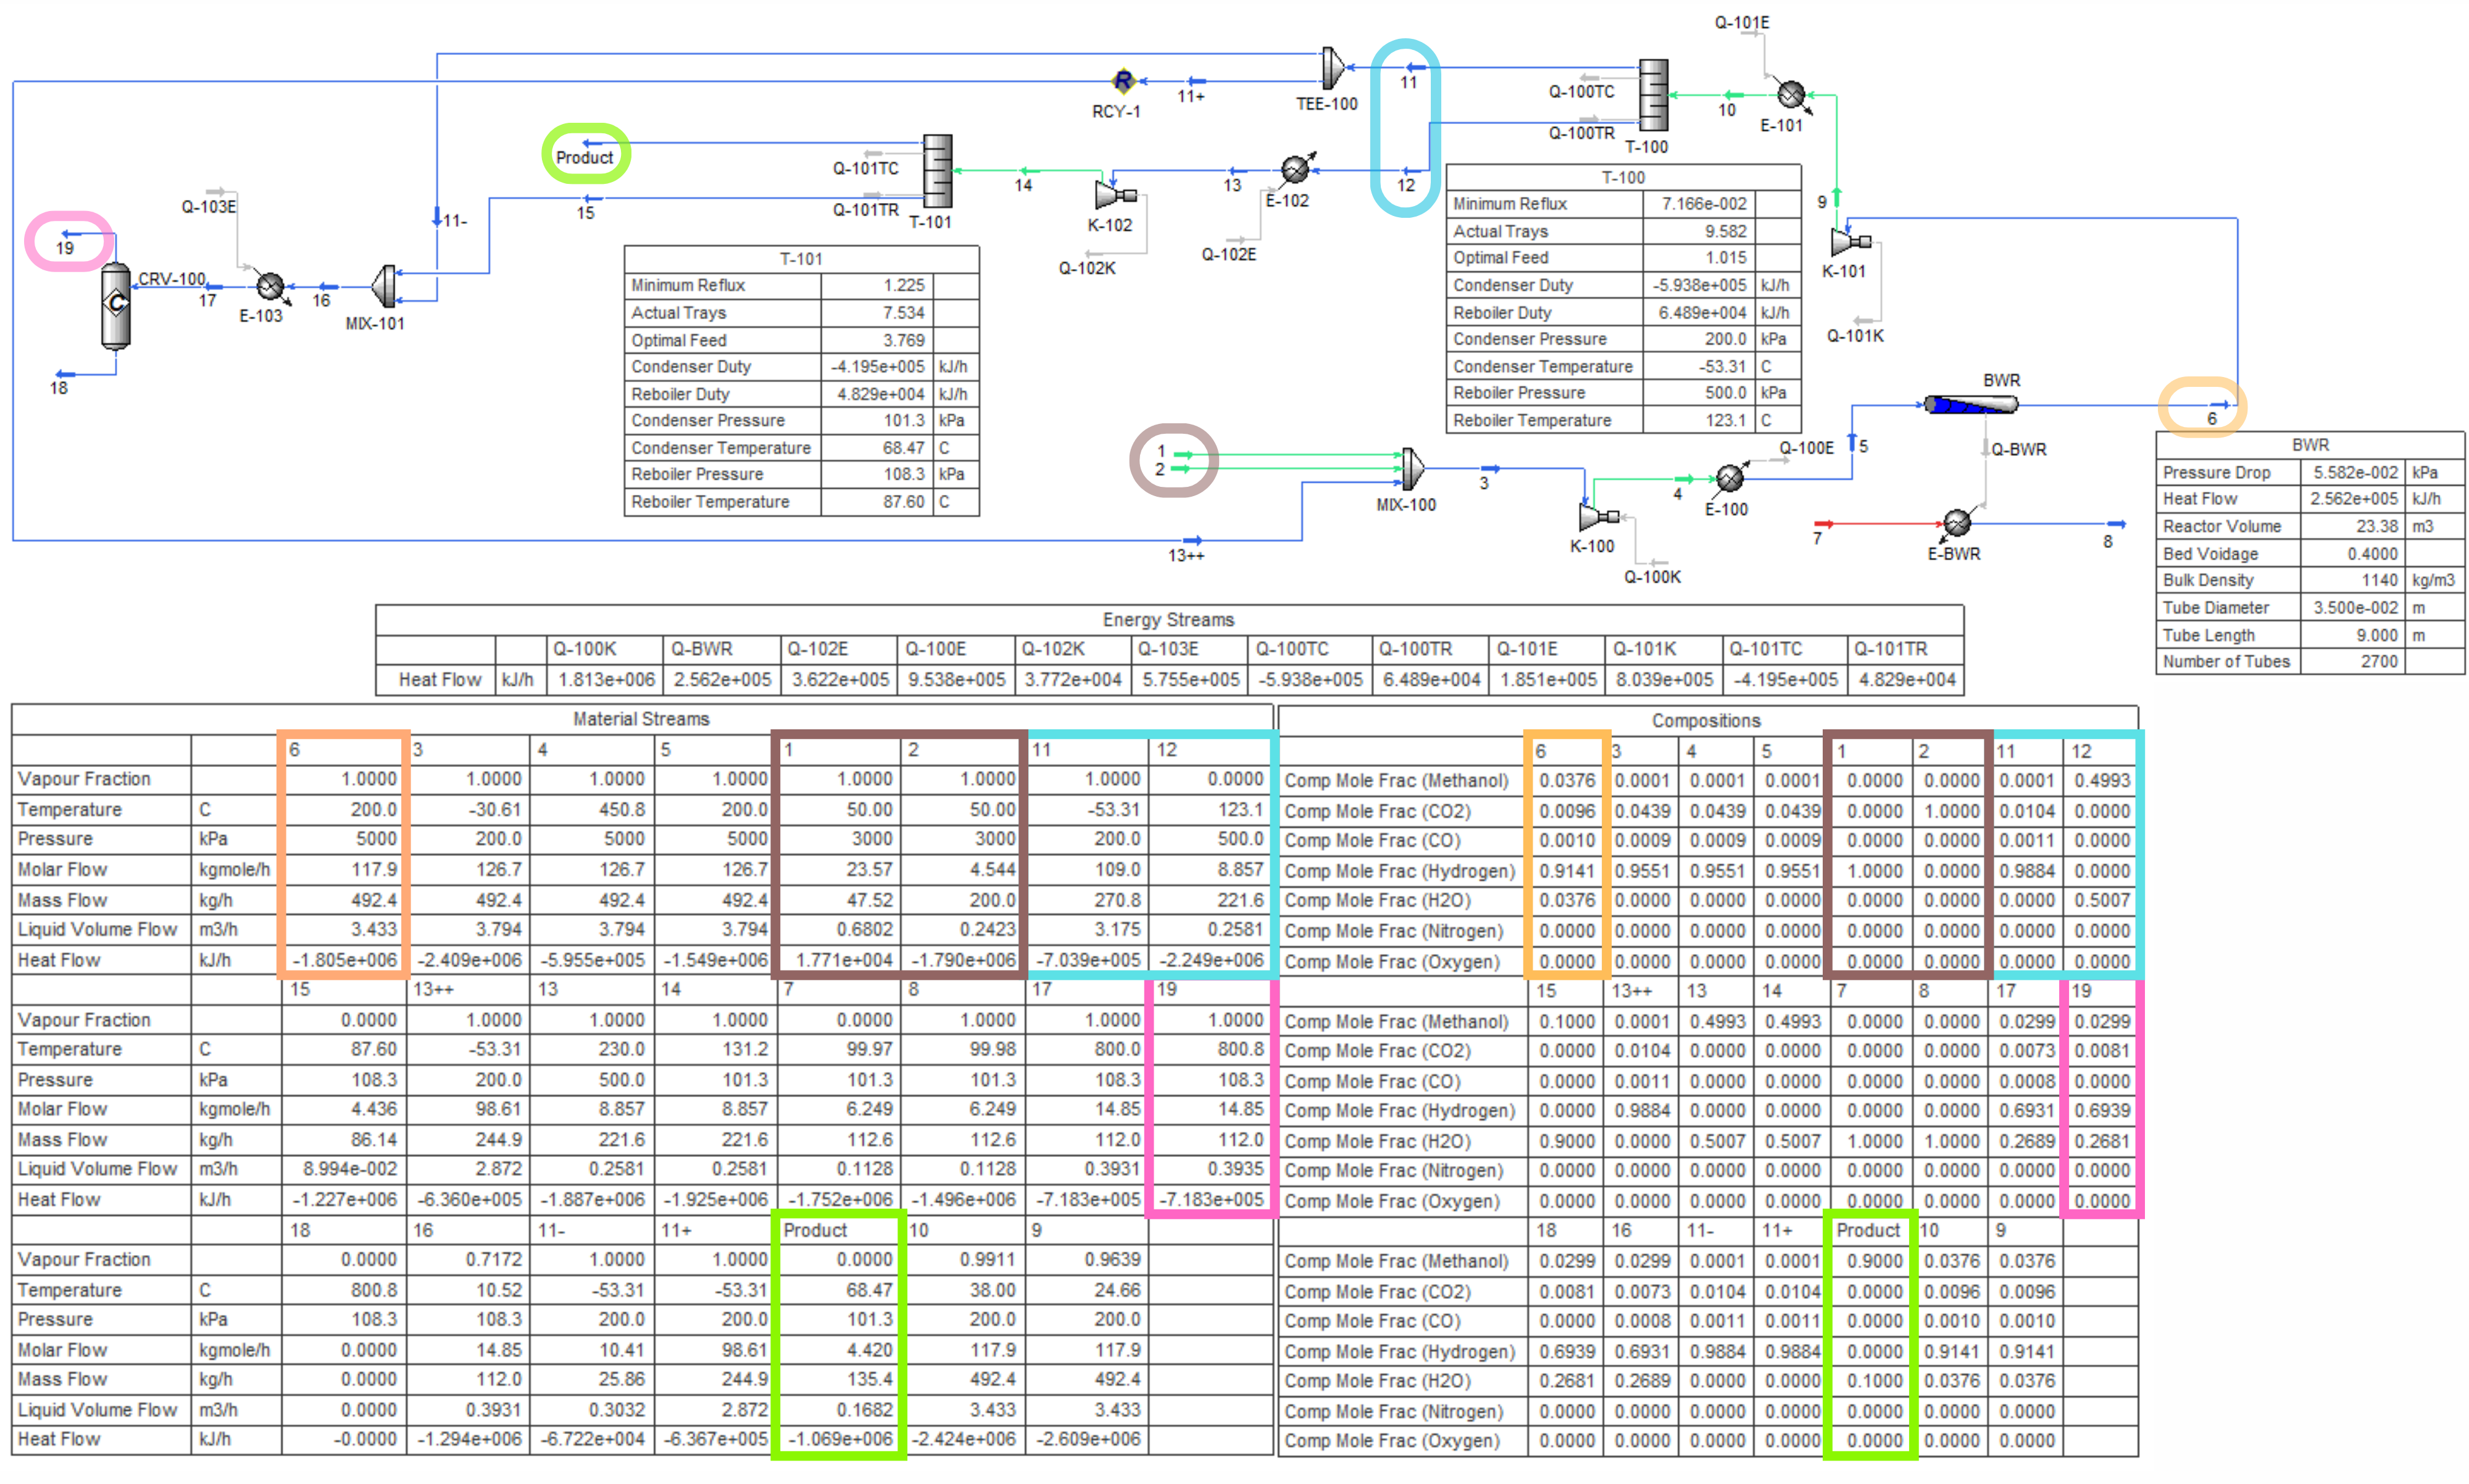 Q-101E
11
Q-100TC
10
E-101
11+
RCY-1
TEE-100
Q-100TR
T-100
Product
Q-101TC
14
13
12
E-102
9
Q-103E
15
Q-101TR
T-101
K-102
11-
19
Q-102K
Q-102E
K-101
CRV-100
17
E-103
16
MIX-101
Q-101K
18
T-101
Minimum Reflux 1.225
Actual Trays 7.534
Optimal Feed 3.769
Condenser Duty -4.195e+005 kJ/h
Reboiler Duty 4.829e+004 kJ/h
Condenser Pressure 101.3 kPa
Condenser Temperature 68.47 C
Reboiler Pressure 108.3 kPa
Reboiler Temperature 87.60 C
T-100
Minimum Reflux 7.166e-002
Actual Trays 9.582
Optimal Feed 1.015
Condenser Duty -5.938e+005 kJ/h
Reboiler Duty 6.489e+004 kJ/h
Condenser Pressure 200.0 kPa
Condenser Temperature -53.31 C
Reboiler Pressure 500.0 kPa
Reboiler Temperature 123.1 C
BWR
6
1
2
3
MIX-100
4
Q-100E
5
E-100
Q-BWR
K-100
7
8
E-BWR
13++
Q-100K
BWR
Pressure Drop 5.582e-002 kPa
Heat Flow 2.562e+005 kJ/h
Reactor Volume 23.38 m3
Bed Voidage 0.4000
Bulk Density 1140 kg/m3
Tube Diameter 3.500e-002 m
Tube Length 9.000 m
Number of Tubes 2700
Energy Streams
Q-100K Q-BWR Q-102E Q-100E Q-102K Q-103E Q-100TC Q-100TR Q-101E Q-101K Q-101TC Q-101TR
Heat Flow kJ/h 1.813e+006 2.562e+005 3.622e+005 9.538e+005 3.772e+004 5.755e+005 -5.938e+005 6.489e+004 1.851e+005 8.039e+005 -4.195e+005 4.829e+004
Material Streams
6 3 4 5 1 2 11 12
Vapour Fraction 1.0000 1.0000 1.0000 1.0000 1.0000 1.0000 1.0000 0.0000
Temperature C 200.0 -30.61 450.8 200.0 50.00 50.00 -53.31 123.1
Pressure kPa 5000 200.0 5000 5000 3000 3000 200.0 500.0
Molar Flow kgmole/h 117.9 126.7 126.7 126.7 23.57 4.544 109.0 8.857
Mass Flow kg/h 492.4 492.4 492.4 492.4 47.52 200.0 270.8 221.6
Liquid Volume Flow m3/h 3.433 3.794 3.794 3.794 0.6802 0.2423 3.175 0.2581
Heat Flow kJ/h -1.805e+006 -2.409e+006 -5.955e+005 -1.549e+006 1.771e+004 -1.790e+006 -7.039e+005 -2.249e+006
15 13++ 13 14 7 8 17 19
Vapour Fraction 0.0000 1.0000 1.0000 1.0000 0.0000 1.0000 1.0000 1.0000
Temperature C 87.60 -53.31 230.0 131.2 99.97 99.98 800.0 800.8
Pressure kPa 108.3 200.0 500.0 101.3 101.3 101.3 108.3 108.3
Molar Flow kgmole/h 4.436 98.61 8.857 8.857 6.249 6.249 14.85 14.85
Mass Flow kg/h 86.14 244.9 221.6 221.6 112.6 112.6 112.0 112.0
Liquid Volume Flow m3/h 8.994e-002 2.872 0.2581 0.2581 0.1128 0.1128 0.3931 0.3935
Heat Flow kJ/h -1.227e+006 -6.360e+005 -1.887e+006 -1.925e+006 -1.752e+006 -1.496e+006 -7.183e+005 -7.183e+005
18 16 11- 11+ Product 10 9
Vapour Fraction 0.0000 0.7172 1.0000 1.0000 0.0000 0.9911 0.9639
Temperature C 800.8 10.52 -53.31 -53.31 68.47 38.00 24.66
Pressure kPa 108.3 108.3 200.0 200.0 101.3 200.0 200.0
Molar Flow kgmole/h 0.0000 14.85 10.41 98.61 4.420 117.9 117.9
Mass Flow kg/h 0.0000 112.0 25.86 244.9 135.4 492.4 492.4
Liquid Volume Flow m3/h 0.0000 0.3931 0.3032 2.872 0.1682 3.433 3.433
Heat Flow kJ/h -0.0000 -1.294e+006 -6.722e+004 -6.367e+005 -1.069e+006 -2.424e+006 -2.609e+006
Compositions
6 3 4 5 1 2 11 12
Comp Mole Frac (Methanol) 0.0376 0.0001 0.0001 0.0001 0.0000 0.0000 0.0001 0.4993
Comp Mole Frac (CO2) 0.0096 0.0439 0.0439 0.0439 0.0000 1.0000 0.0104 0.0000
Comp Mole Frac (CO) 0.0010 0.0009 0.0009 0.0009 0.0000 0.0000 0.0011 0.0000
Comp Mole Frac (Hydrogen) 0.9141 0.9551 0.9551 0.9551 1.0000 0.0000 0.9884 0.0000
Comp Mole Frac (H2O) 0.0376 0.0000 0.0000 0.0000 0.0000 0.0000 0.0000 0.5007
Comp Mole Frac (Nitrogen) 0.0000 0.0000 0.0000 0.0000 0.0000 0.0000 0.0000 0.0000
Comp Mole Frac (Oxygen) 0.0000 0.0000 0.0000 0.0000 0.0000 0.0000 0.0000 0.0000
15 13++ 13 14 7 8 17 19
Comp Mole Frac (Methanol) 0.1000 0.0001 0.4993 0.4993 0.0000 0.0000 0.0299 0.0299
Comp Mole Frac (CO2) 0.0000 0.0104 0.0000 0.0000 0.0000 0.0000 0.0073 0.0081
Comp Mole Frac (CO) 0.0000 0.0011 0.0000 0.0000 0.0000 0.0000 0.0008 0.0000
Comp Mole Frac (Hydrogen) 0.0000 0.9884 0.0000 0.0000 0.0000 0.0000 0.6931 0.6939
Comp Mole Frac (H2O) 0.9000 0.0000 0.5007 0.5007 1.0000 1.0000 0.2689 0.2681
Comp Mole Frac (Nitrogen) 0.0000 0.0000 0.0000 0.0000 0.0000 0.0000 0.0000 0.0000
Comp Mole Frac (Oxygen) 0.0000 0.0000 0.0000 0.0000 0.0000 0.0000 0.0000 0.0000
18 16 11- 11+ Product 10 9
Comp Mole Frac (Methanol) 0.0299 0.0299 0.0001 0.0001 0.9000 0.0376 0.0376
Comp Mole Frac (CO2) 0.0081 0.0073 0.0104 0.0104 0.0000 0.0096 0.0096
Comp Mole Frac (CO) 0.0000 0.0008 0.0011 0.0011 0.0000 0.0010 0.0010
Comp Mole Frac (Hydrogen) 0.6939 0.6931 0.9884 0.9884 0.0000 0.9141 0.9141
Comp Mole Frac (H2O) 0.2681 0.2689 0.0000 0.0000 0.1000 0.0376 0.0376
Comp Mole Frac (Nitrogen) 0.0000 0.0000 0.0000 0.0000 0.0000 0.0000 0.0000
Comp Mole Frac (Oxygen) 0.0000 0.0000 0.0000 0.0000 0.0000 0.0000 0.0000